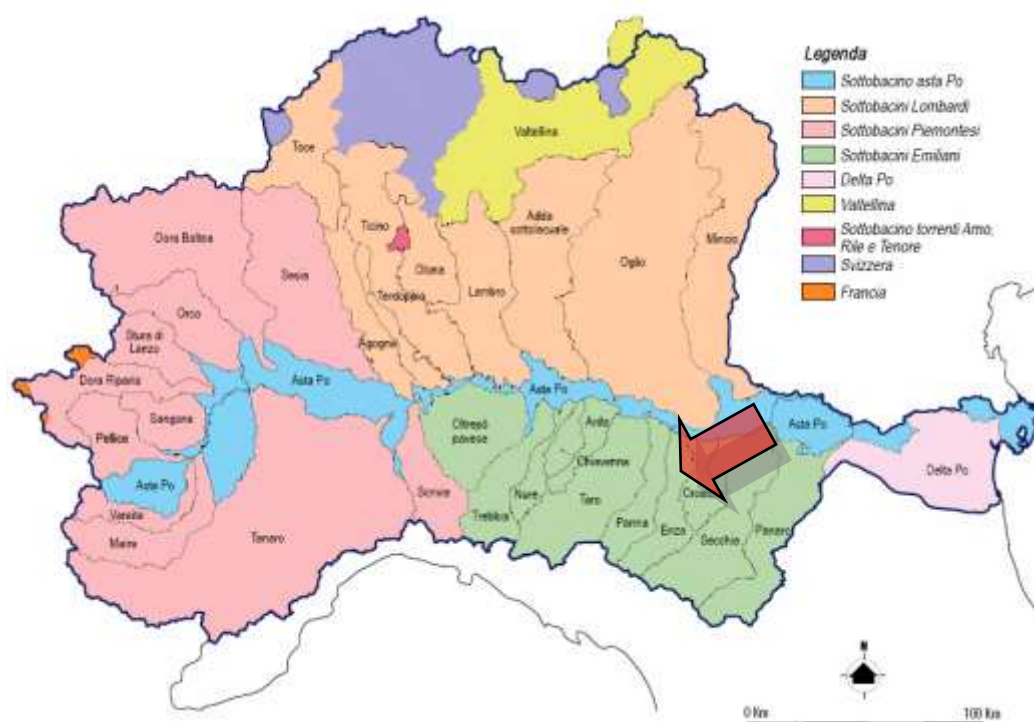 Legenda
Sottobacino asta Po
Sottobacini Lombardi
Sottobacini Piemontesi
Sottobacini Emiliani
Delta Po
Valtellina
Sottobacino torrenti Arno,
Rile e Tenore
Svizzera
Francia
Valtellina
Toce
Ticino
Adda
sottolacuale
Dora Baltea
Sesia
Olona
Oglio
Mincio
Terdoppio
Lambro
Orco
Agogna
Stura di
Lanzo
Dora Riparia
Asta Po
Asta Po
Asta Po
Sangone
Oltrepò
pavese
Arda
Pellice
Chiavenna
Asta Po
Delta Po
Nure
Taro
Trebbia
Scrivia
Varaita
Maira
Tanaro
Parma
Enza
Secchia
Panaro
N
0 Km
100 Km